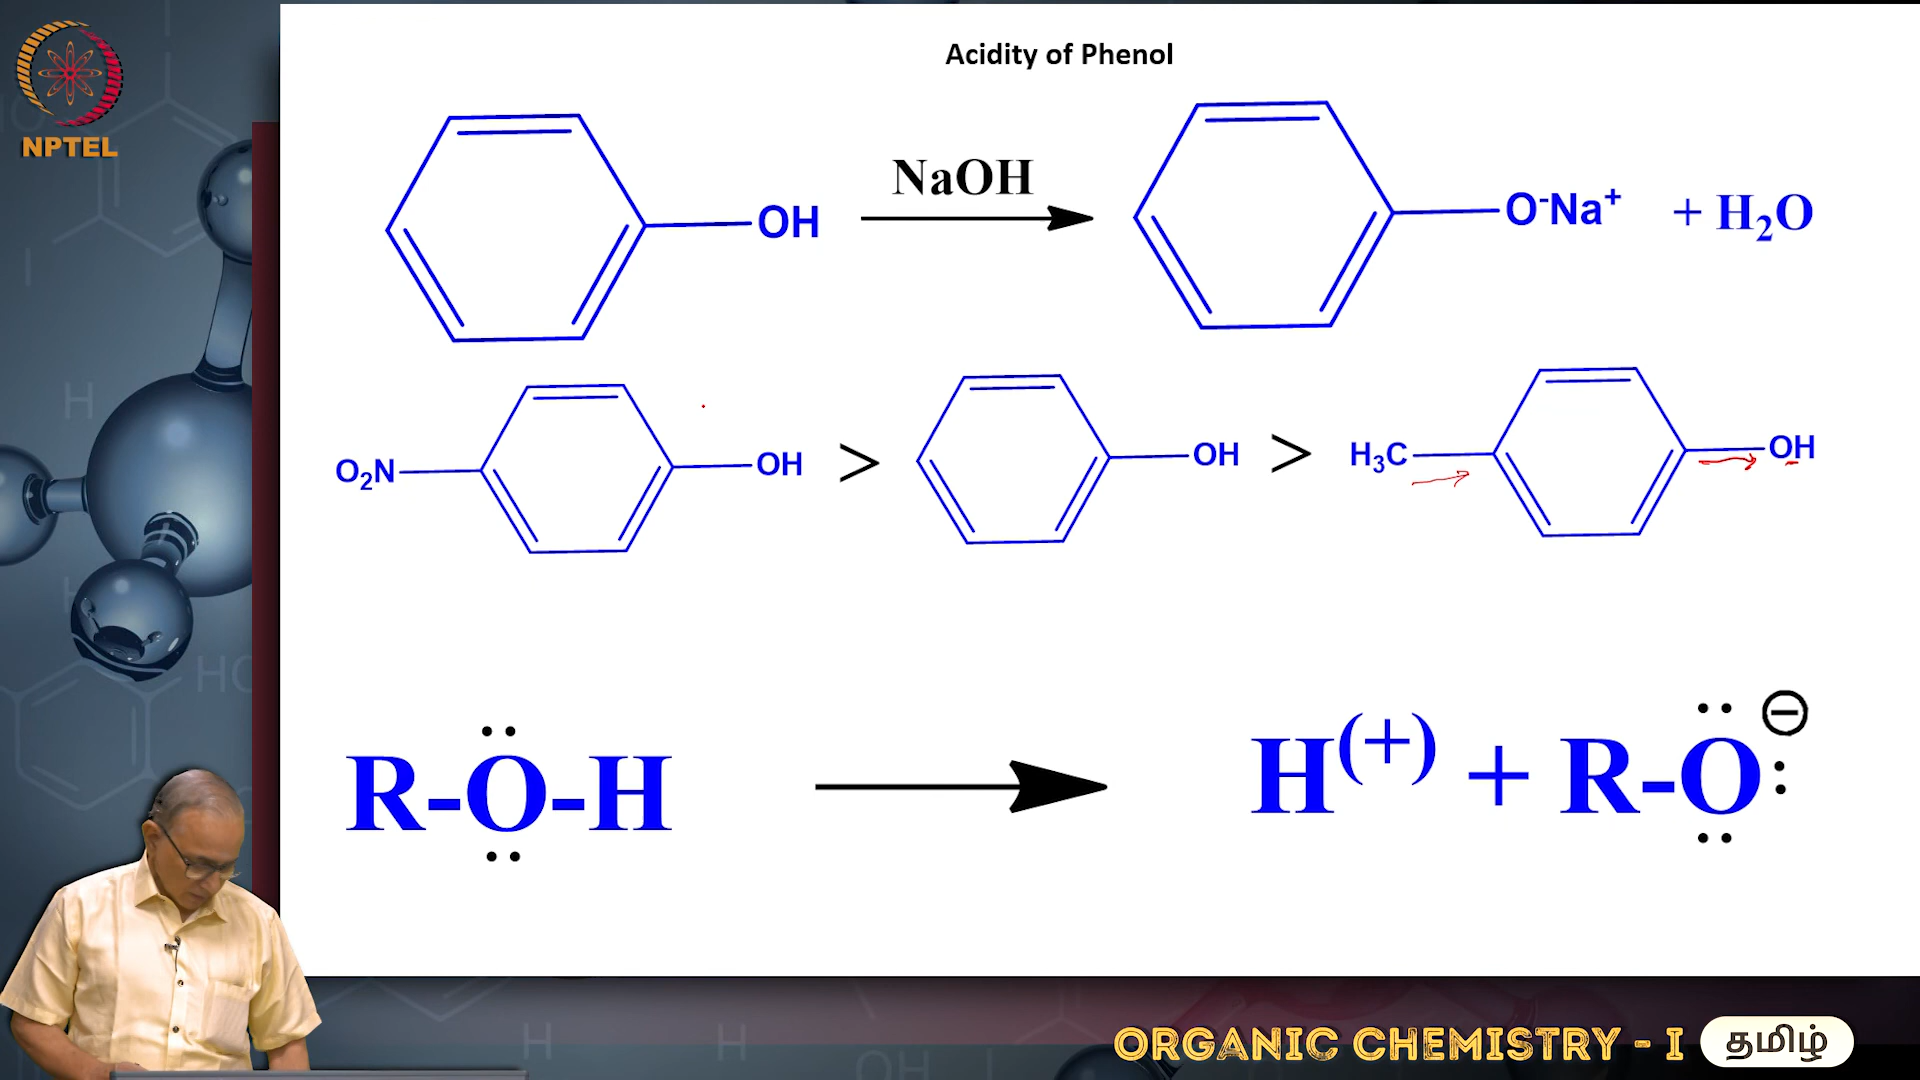 NPTEL
Acidity of Phenol
OH
NaOH
O⁻Na⁺ + H₂O
O₂N OH > OH > H₃C OH
R-O-H
H(+) + R-O ⊖
ORGANIC CHEMISTRY - I தமிழ்